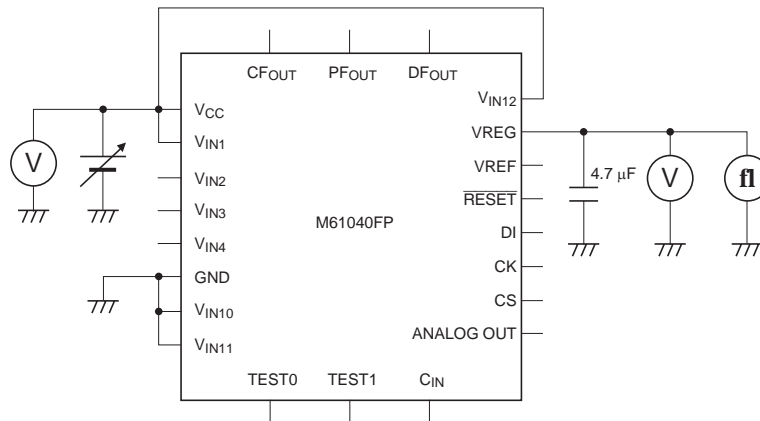 CFOUT PFOUT DFOUT
VCC
VIN12
V
VIN1
VREG
VIN2
VREF
4.7 μF
V
fl
VIN3
M61040FP
RESET
VIN4
DI
GND
CK
VIN10
CS
VIN11
ANALOG OUT
TEST0 TEST1 CIN